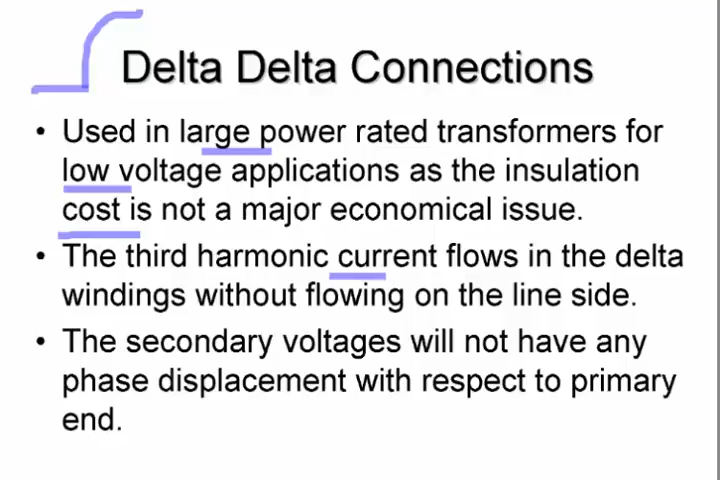 Delta Delta Connections
• Used in large power rated transformers for
low voltage applications as the insulation
cost is not a major economical issue.
• The third harmonic current flows in the delta
windings without flowing on the line side.
• The secondary voltages will not have any
phase displacement with respect to primary
end.